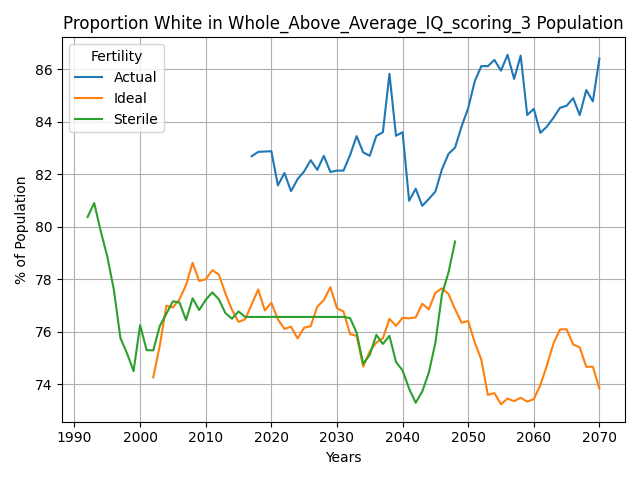 Proportion White in Whole_Above_Average_IQ_scoring_3 Population
Fertility
Actual
Ideal
Sterile
% of Population
86
84
82
80
78
76
74
1990
2000
2010
2020
2030
2040
2050
2060
2070
Years